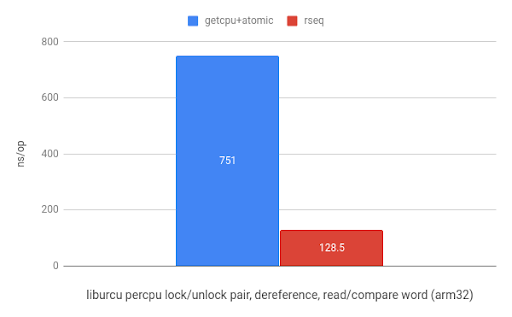 getcpu+atomic rseq
800
600
400
200
0
ns/op
751
128.5
liburcu percpu lock/unlock pair, dereference, read/compare word (arm32)